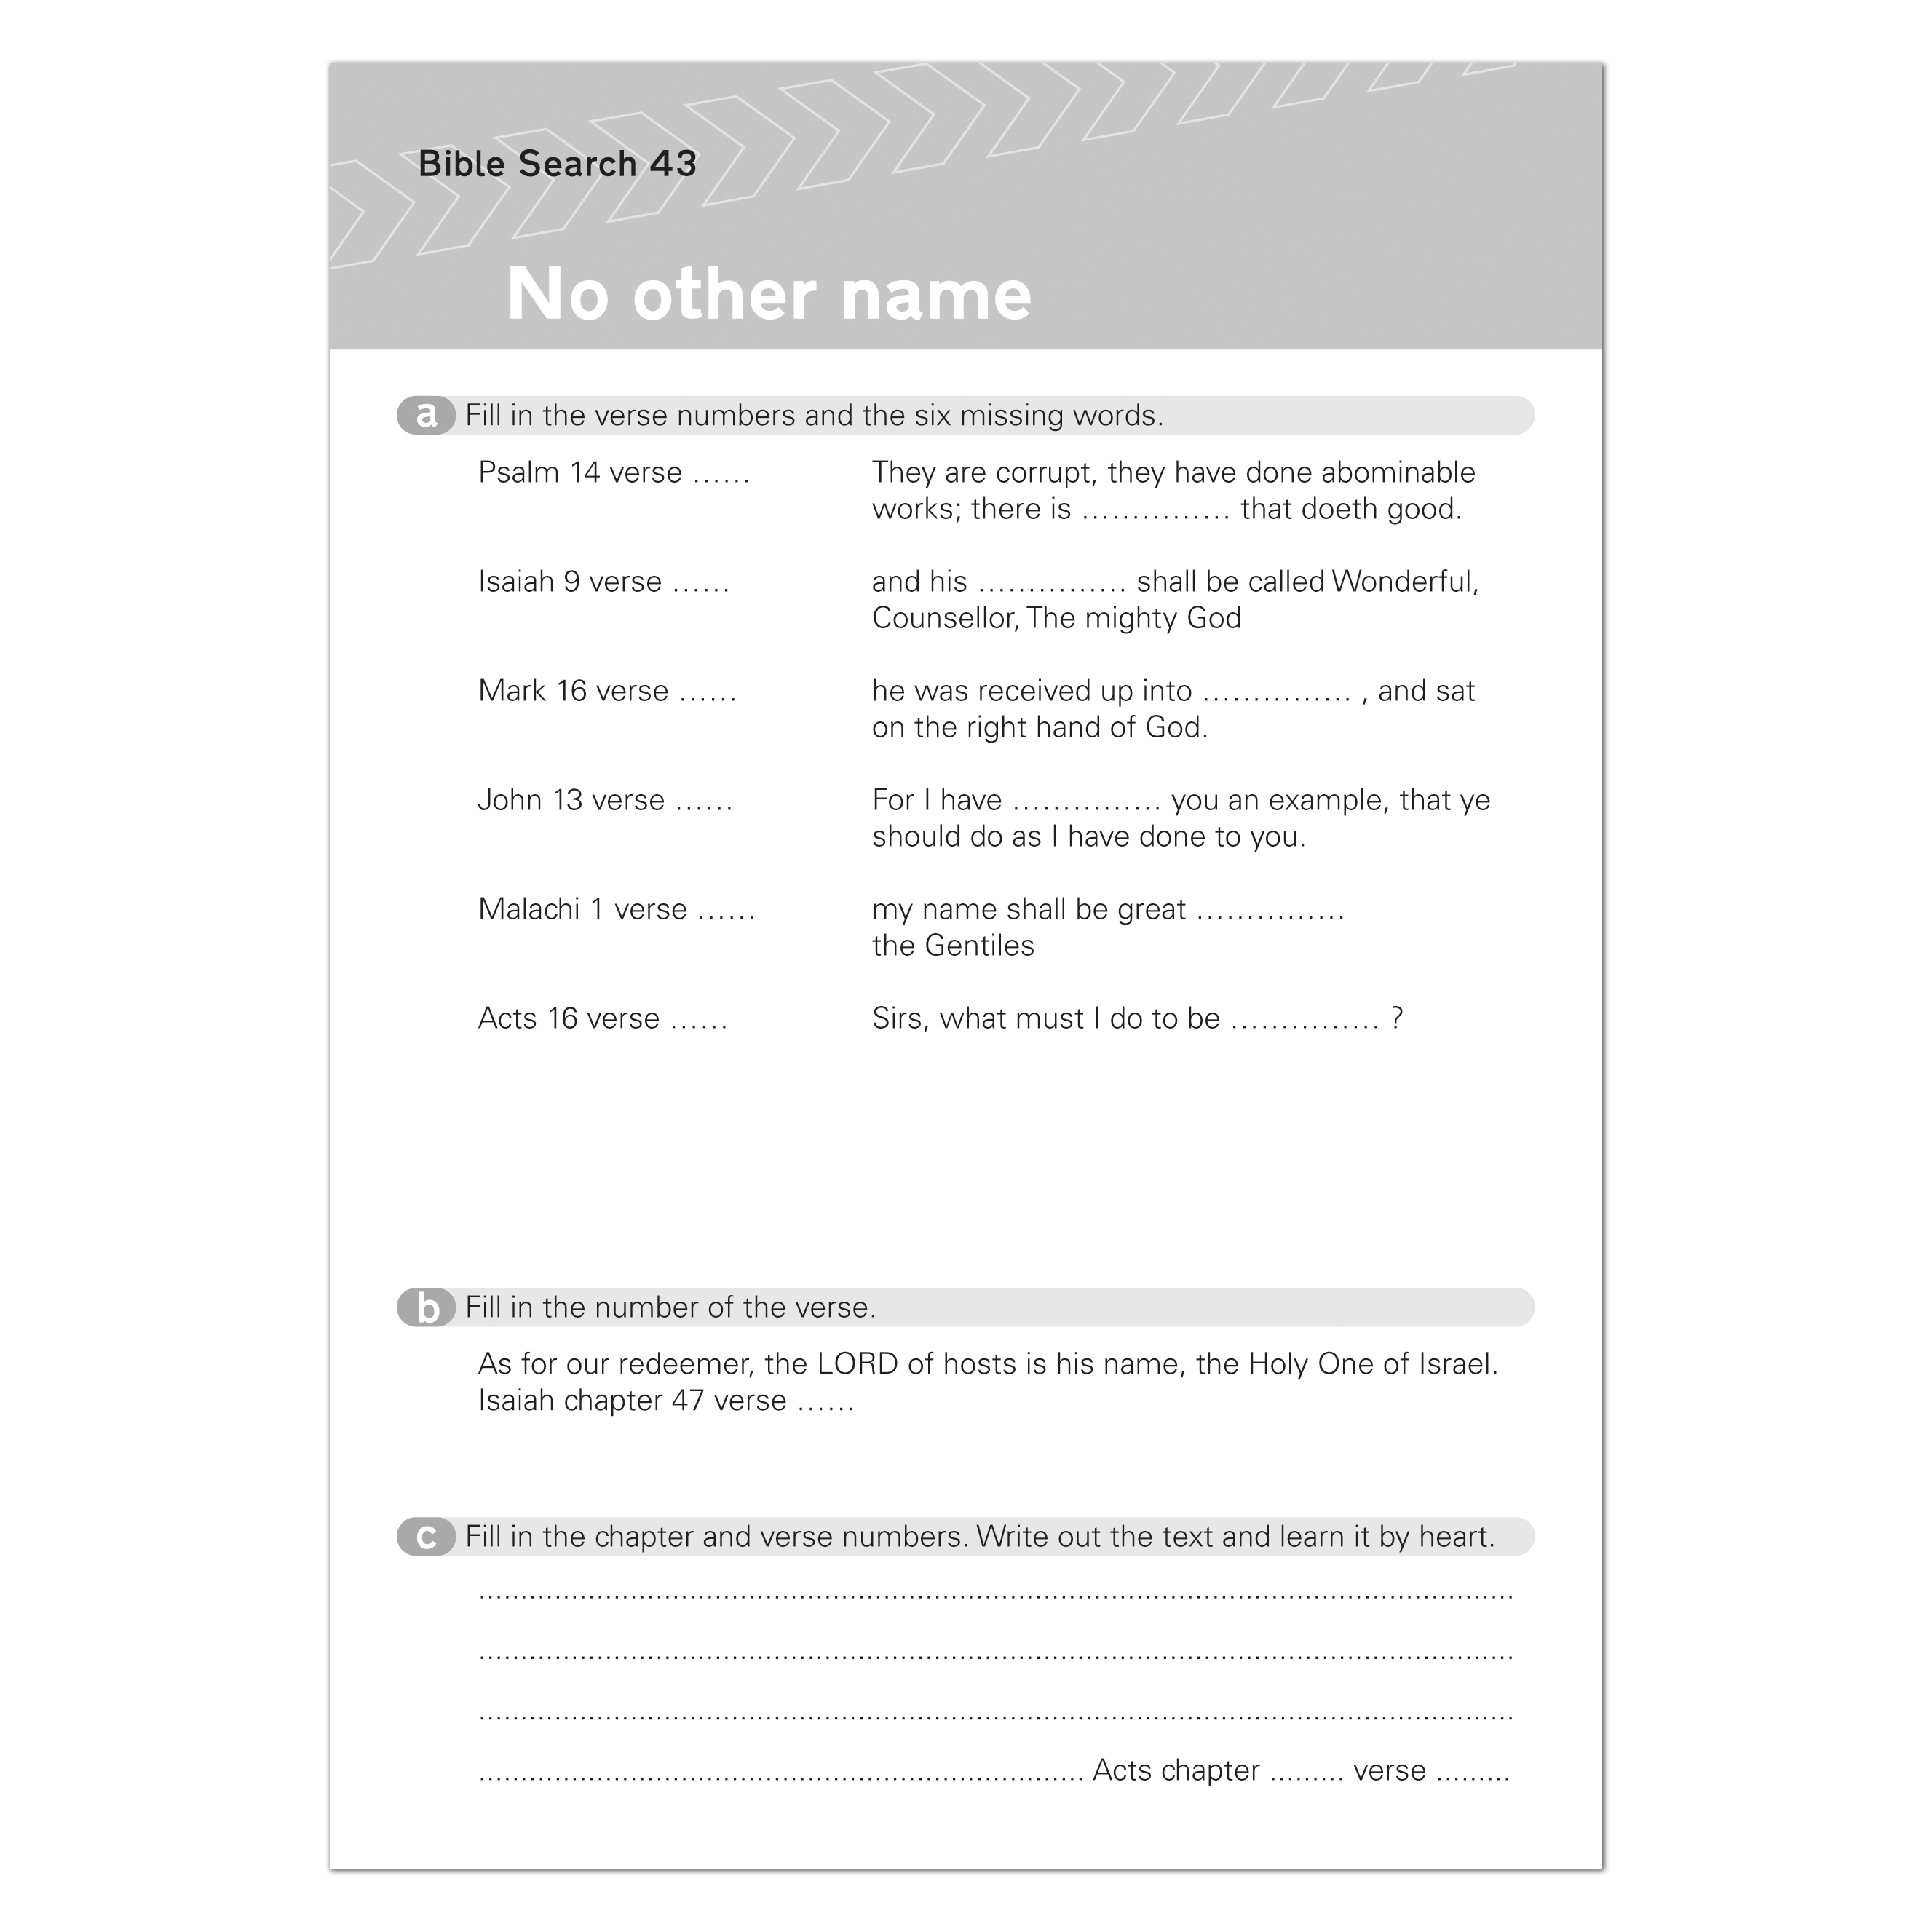 Bible Search 43
No other name
a Fill in the verse numbers and the six missing words.
Psalm 14 verse ...... They are corrupt, they have done abominable
works; there is ............... that doeth good.
Isaiah 9 verse ...... and his ............... shall be called Wonderful,
Counsellor, The mighty God
Mark 16 verse ...... he was received up into ............... , and sat
on the right hand of God.
John 13 verse ...... For I have ............... you an example, that ye
should do as I have done to you.
Malachi 1 verse ...... my name shall be great ...............
the Gentiles
Acts 16 verse ...... Sirs, what must I do to be ............... ?
b Fill in the number of the verse.
As for our redeemer, the LORD of hosts is his name, the Holy One of Israel.
Isaiah chapter 47 verse ......
c Fill in the chapter and verse numbers. Write out the text and learn it by heart.
Acts chapter ......... verse .........